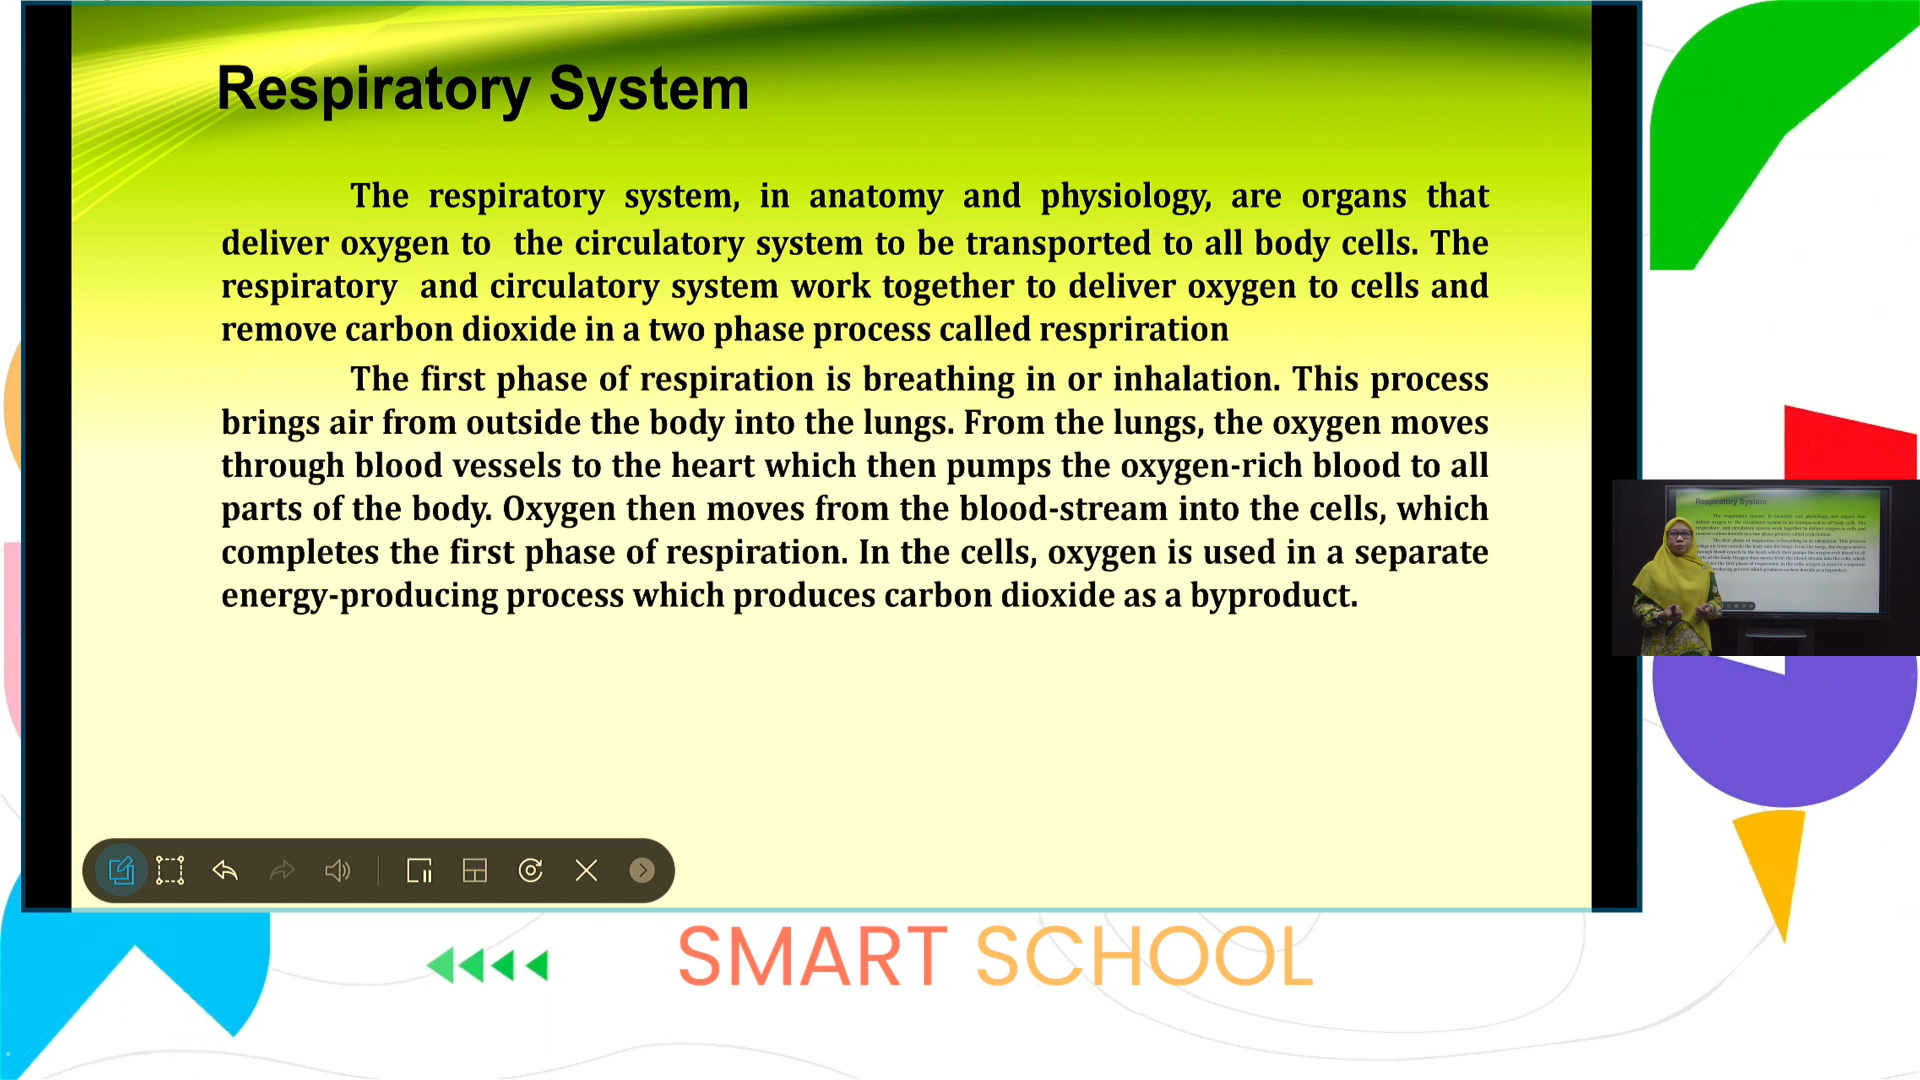 Respiratory System
The respiratory system, in anatomy and physiology, are organs that
deliver oxygen to the circulatory system to be transported to all body cells. The
respiratory and circulatory system work together to deliver oxygen to cells and
remove carbon dioxide in a two phase process called respriration
The first phase of respiration is breathing in or inhalation. This process
brings air from outside the body into the lungs. From the lungs, the oxygen moves
through blood vessels to the heart which then pumps the oxygen-rich blood to all
parts of the body. Oxygen then moves from the blood-stream into the cells, which
completes the first phase of respiration. In the cells, oxygen is used in a separate
energy-producing process which produces carbon dioxide as a byproduct.
Respiratory System
SMART SCHOOL